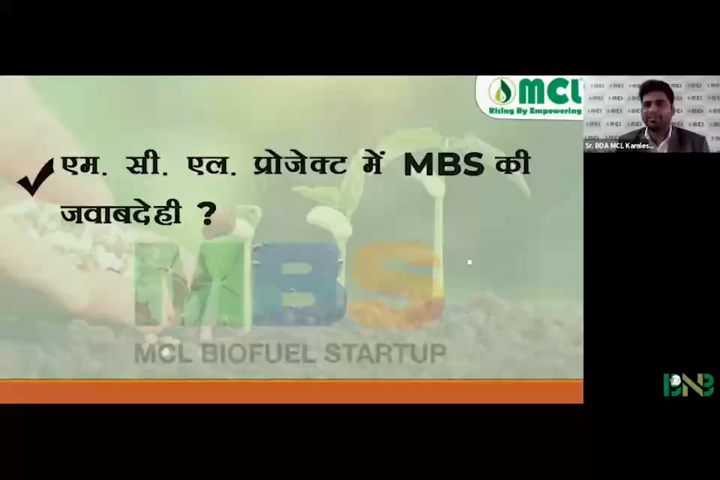 MCL
Rising By Empowering
एम. सी. एल. प्रोजेक्ट में MBS की
जवाबदेही ?
MBS
MCL BIOFUEL STARTUP
Sr. BDA MCL Kamles...
BNB